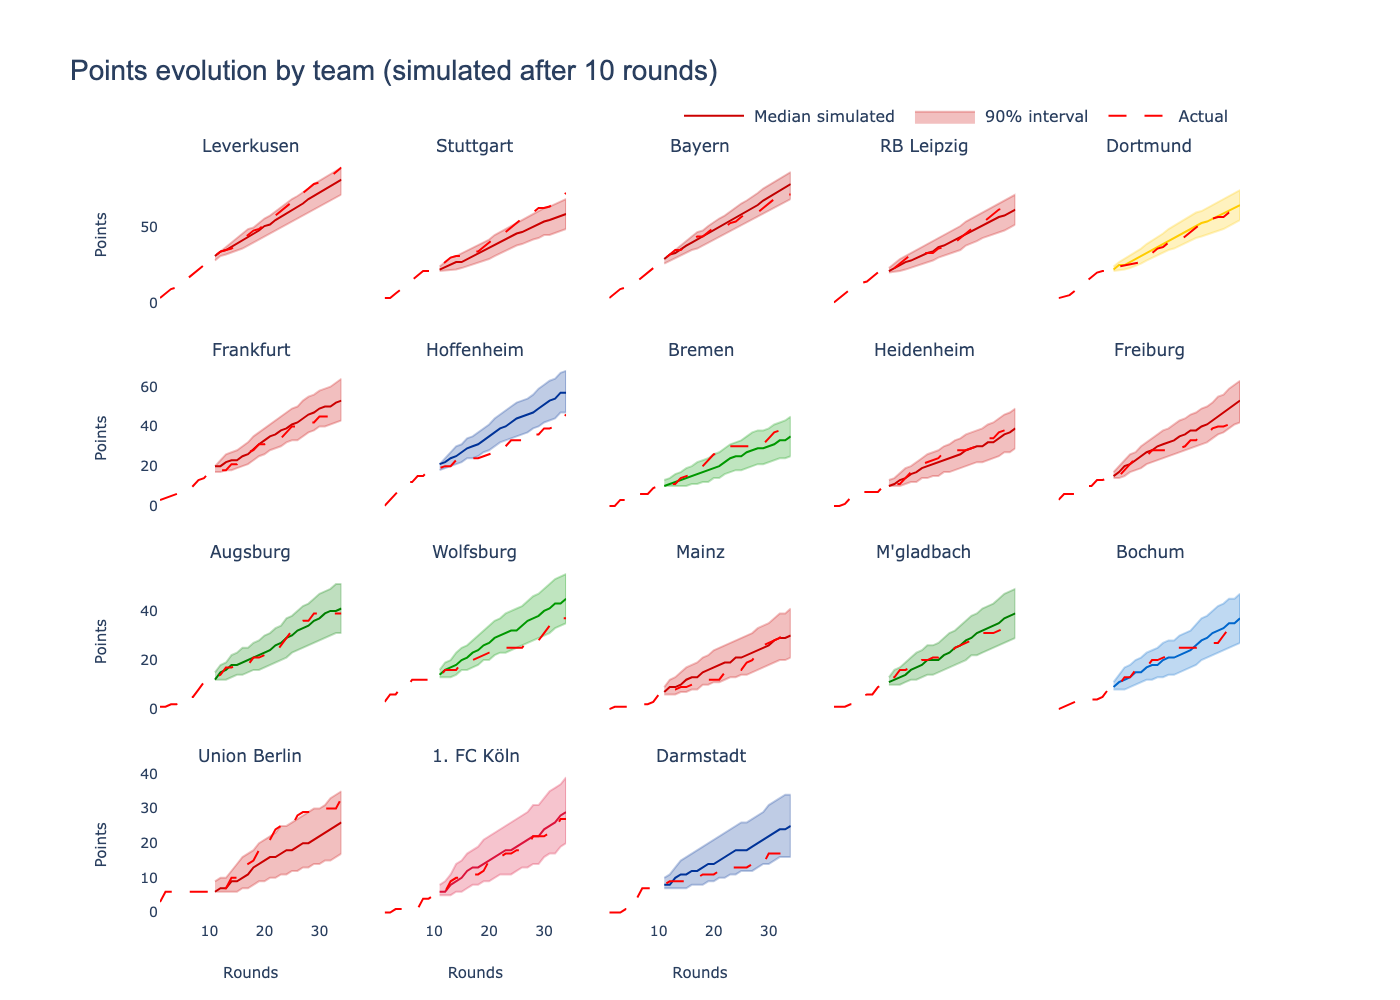 Points evolution by team (simulated after 10 rounds)
Median simulated 90% interval Actual
Leverkusen Stuttgart Bayern RB Leipzig Dortmund
Points
50
0
Frankfurt Hoffenheim Bremen Heidenheim Freiburg
Points
60
40
20
0
Augsburg Wolfsburg Mainz M'gladbach Bochum
Points
40
20
0
Union Berlin 1. FC Köln Darmstadt
Points
40
30
20
10
0
10 20 30 10 20 30 10 20 30
Rounds Rounds Rounds